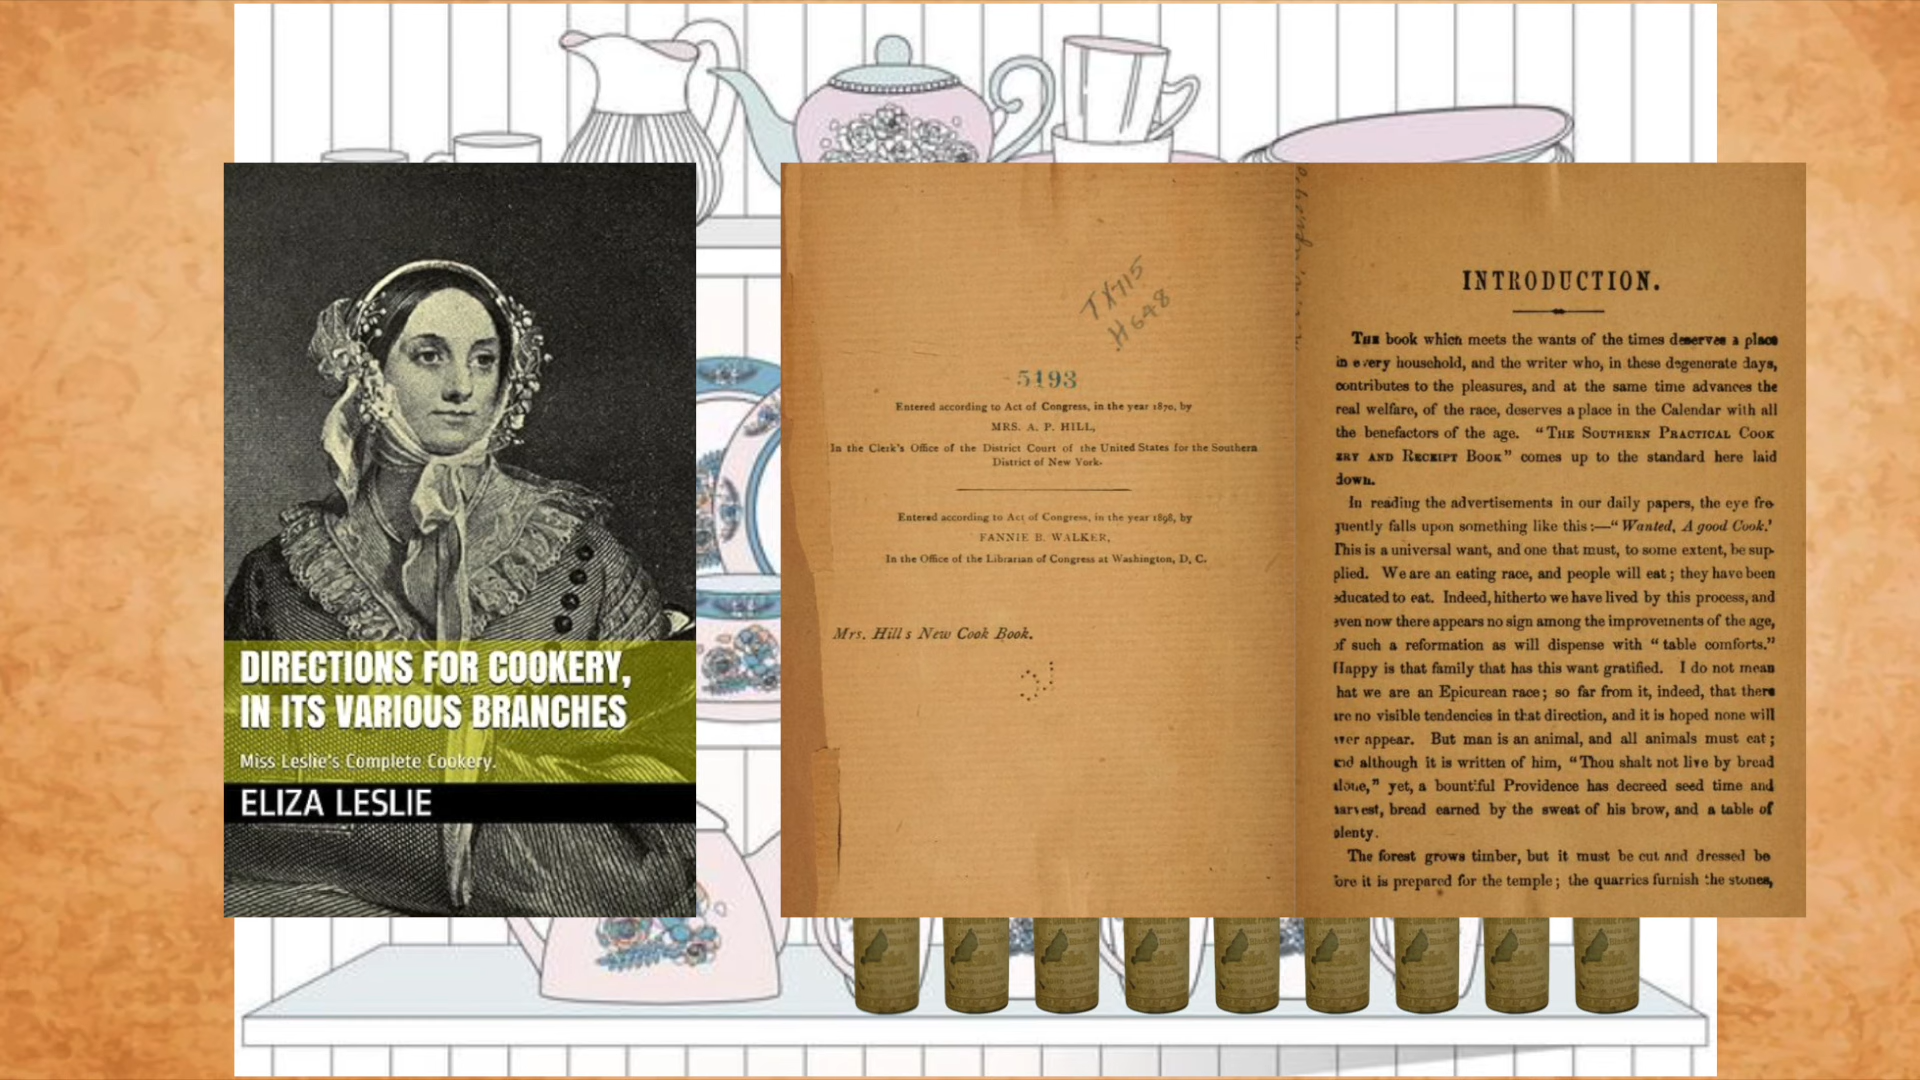 DIRECTIONS FOR COOKERY,
IN ITS VARIOUS BRANCHES
Miss Leslie's Complete Cookery.
ELIZA LESLIE
TX715
H648
5193
Entered according to Act of Congress, in the year 1870, by
MRS. A. P. HILL,
In the Clerk's Office of the District Court of the United States for the Southern
District of New York.
Entered according to Act of Congress, in the year 1898, by
FANNIE B. WALKER,
In the Office of the Librarian of Congress at Washington, D. C.
Mrs. Hill s New Cook Book.
INTRODUCTION.
THE book which meets the wants of the times deserves a place
in every household, and the writer who, in these degenerate days,
contributes to the pleasures, and at the same time advances the
real welfare, of the race, deserves a place in the Calendar with all
the benefactors of the age. "THE SOUTHERN PRACTICAL COOK
ERY AND RECEIPT BOOK" comes up to the standard here laid
down.
In reading the advertisements in our daily papers, the eye fre-
quently falls upon something like this:—"Wanted, A good Cook.'
This is a universal want, and one that must, to some extent, be sup-
plied. We are an eating race, and people will eat; they have been
educated to eat. Indeed, hitherto we have lived by this process, and
even now there appears no sign among the improvements of the age,
of such a reformation as will dispense with "table comforts."
Happy is that family that has this want gratified. I do not mean
hat we are an Epicurean race; so far from it, indeed, that there
are no visible tendencies in that direction, and it is hoped none will
ever appear. But man is an animal, and all animals must eat;
and although it is written of him, "Thou shalt not live by bread
alone," yet, a bountiful Providence has decreed seed time and
harvest, bread earned by the sweat of his brow, and a table of
plenty.
The forest grows timber, but it must be cut and dressed be
fore it is prepared for the temple; the quarries furnish the stones,